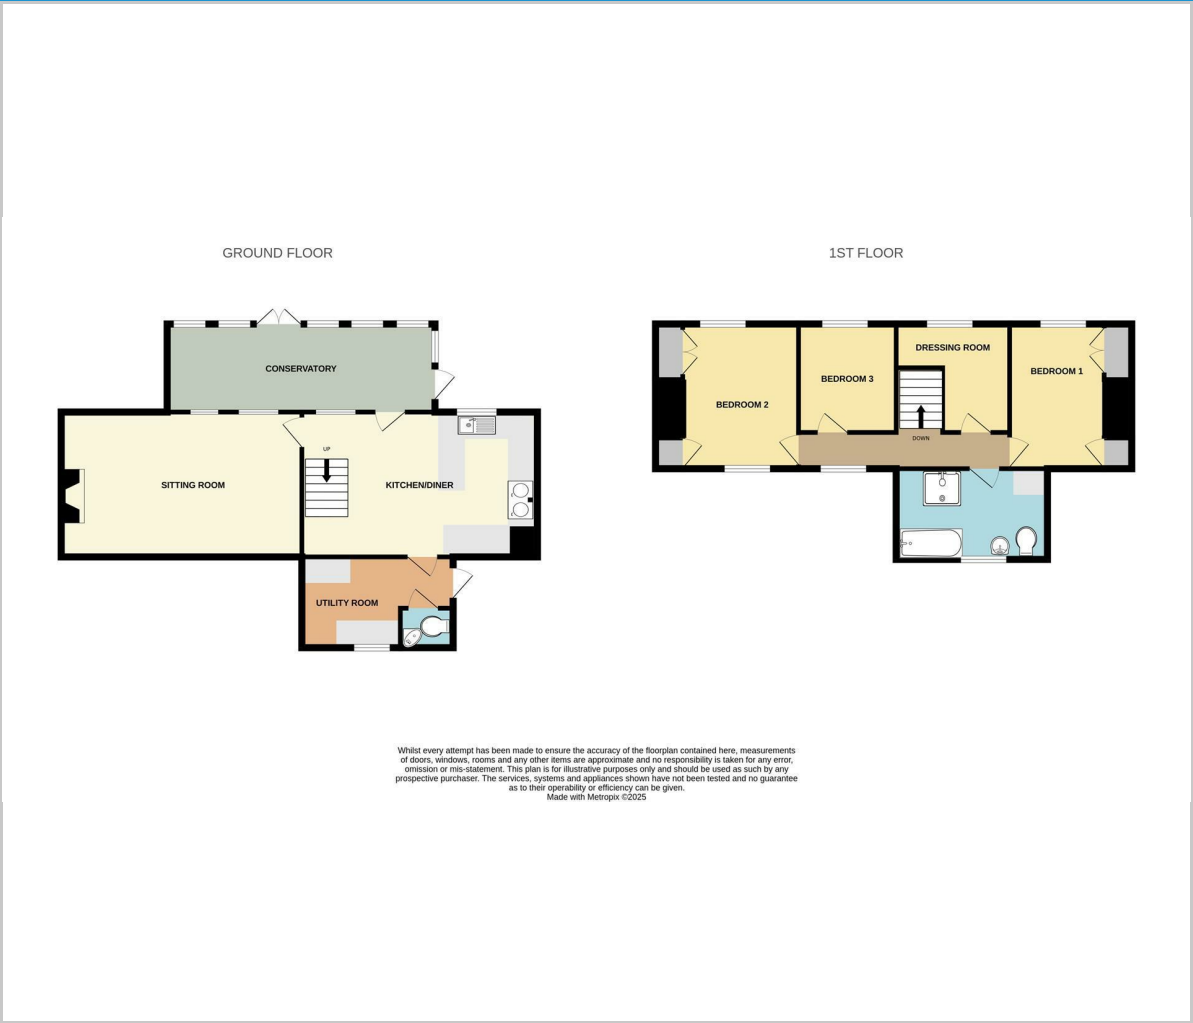 GROUND FLOOR
1ST FLOOR
CONSERVATORY
DRESSING ROOM
BEDROOM 1
BEDROOM 3
BEDROOM 2
UP
DOWN
SITTING ROOM
KITCHEN/DINER
UTILITY ROOM
Whilst every attempt has been made to ensure the accuracy of the floorplan contained here, measurements
of doors, windows, rooms and any other items are approximate and no responsibility is taken for any error,
omission or mis-statement. This plan is for illustrative purposes only and should be used as such by any
prospective purchaser. The services, systems and appliances shown have not been tested and no guarantee
as to their operability or efficiency can be given.
Made with Metropix ©2025